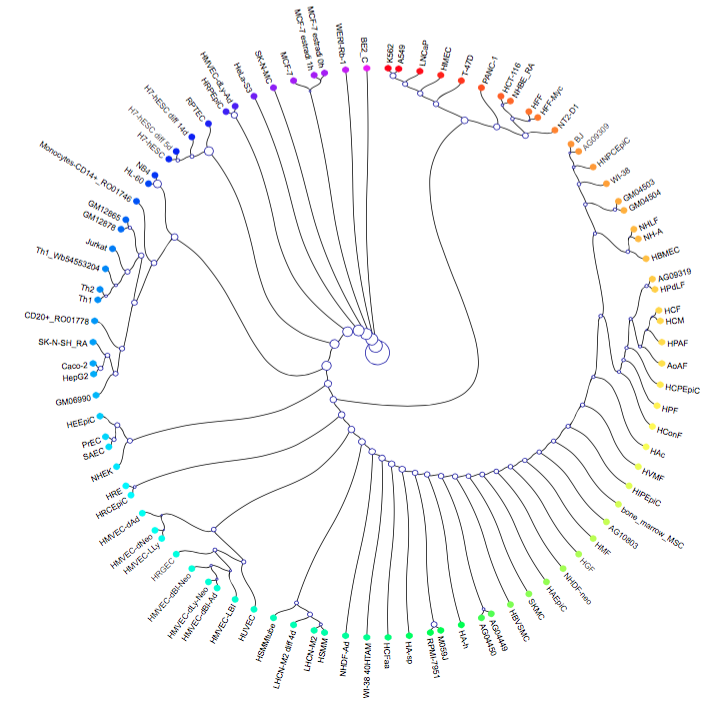 K562
A549
LNCaP
HMEC
T-47D
PANC-1
HCT-116
NHBE_RA
HFF
HFF-Myc
NT2-D1
BJ
AG09309
HNPCEpiC
WI-38
GM04503
GM04504
NHLF
NH-A
HBMEC
AG09319
HPdLF
HCF
HCM
HPAF
AoAF
HCPEpiC
HPF
HConF
HAc
HVMF
HIPEpiC
bone_marrow_MSC
AG10803
HMF
HGF
NHDF-neo
HAEpiC
SKMC
HBVSMC
AG04449
AG04450
HA-h
M059J
RPMI-7951
HA-sp
HCFaa
WI-38 40HTAM
NHDF-Ad
HSMM
LHCN-M2
LHCN-M2 diff 4d
HSMMtube
HUVEC
HMVEC-LBl
HMVEC-dBl-Ad
HMVEC-dLy-Neo
HMVEC-dBl-Neo
HRGEC
HMVEC-LLy
HMVEC-dNeo
HMVEC-dAd
HRCEpiC
HRE
NHEK
SAEC
PrEC
HEEpiC
GM06990
HepG2
Caco-2
SK-N-SH_RA
CD20+_RO01778
Th1
Th2
Th1_Wb54553204
Jurkat
GM12878
GM12865
Monocytes-CD14+_RO01746
HL-60
NB4
H7-hESC
H7-hESC diff 5d
H7-hESC diff 14d
RPTEC
HRPEpiC
HMVEC-dLy-Ad
HeLa-S3
SK-N-MC
MCF-7
MCF-7 estradi 1h
MCF-7 estradi 0h
WERI-Rb-1
BE2_C